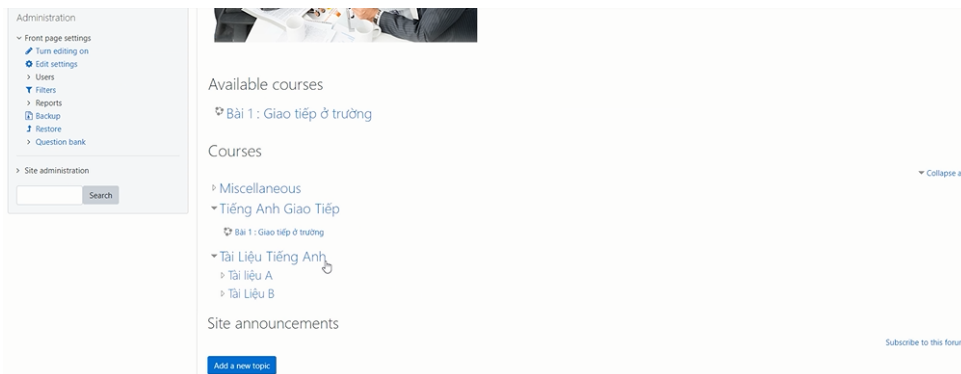 Administration
Front page settings
Turn editing on
Edit settings
Users
Filters
Reports
Backup
Restore
Question bank
Site administration
Search
Available courses
Bài 1 : Giao tiếp ở trường
Courses
Collapse a
Miscellaneous
Tiếng Anh Giao Tiếp
Bài 1 : Giao tiếp ở trường
Tài Liệu Tiếng Anh
Tài liệu A
Tài Liệu B
Site announcements
Subscribe to this forum
Add a new topic